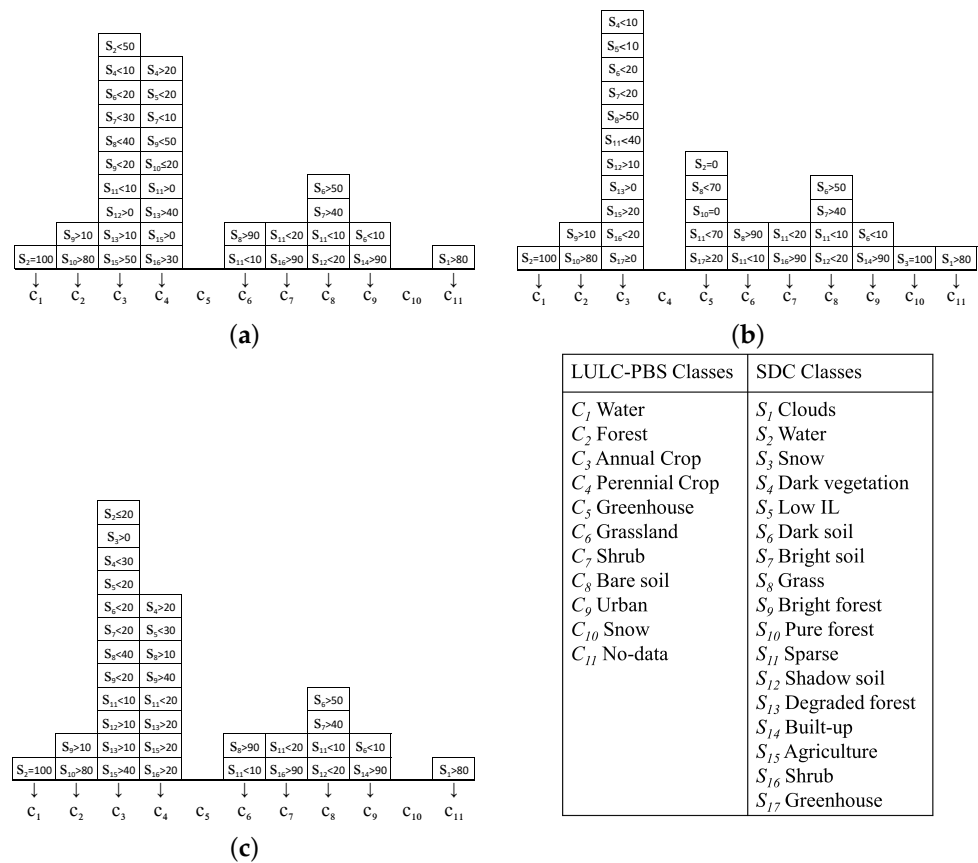 S₂<50
S₄<10 S₄>20
S₆<20 S₅<20
S₇<30 S₇<10
S₈<40 S₉<50
S₉<20 S₁₀≤20
S₁₁<10 S₁₁>0 S₆>50
S₁₂>0 S₁₃>40 S₇>40
S₉>10 S₁₃>10 S₁₅>0 S₈>90 S₁₁<20 S₁₁<10 S₆<10
S₂=100 S₁₀>80 S₁₅>50 S₁₆>30 S₁₁<10 S₁₆>90 S₁₂<20 S₁₄>90 S₁>80
↓ ↓ ↓ ↓ ↓ ↓ ↓ ↓ ↓
C₁ C₂ C₃ C₄ C₅ C₆ C₇ C₈ C₉ C₁₀ C₁₁
(a)
S₄<10
S₅<10
S₆<20
S₇<20
S₈>50
S₁₁<40
S₁₂>10 S₂=0
S₁₃>0 S₈<70 S₆>50
S₁₅>20 S₁₀=0 S₇>40
S₉>10 S₁₆<20 S₁₁<70 S₈>90 S₁₁<20 S₁₁<10 S₆<10
S₂=100 S₁₀>80 S₁₇≥0 S₁₇≥20 S₁₁<10 S₁₆>90 S₁₂<20 S₁₄>90 S₃=100 S₁>80
↓ ↓ ↓ ↓ ↓ ↓ ↓ ↓ ↓ ↓
C₁ C₂ C₃ C₄ C₅ C₆ C₇ C₈ C₉ C₁₀ C₁₁
(b)
S₂≤20
S₃>0
S₄<30
S₅<20
S₆<20 S₄>20
S₇<20 S₅<30
S₈<40 S₈>10
S₉<20 S₉>40
S₁₁<10 S₁₁<20 S₆>50
S₁₂>10 S₁₃>20 S₇>40
S₉>10 S₁₃>10 S₁₅>20 S₈>90 S₁₁<20 S₁₁<10 S₆<10
S₂=100 S₁₀>80 S₁₅>40 S₁₆>20 S₁₁<10 S₁₆>90 S₁₂<20 S₁₄>90 S₁>80
↓ ↓ ↓ ↓ ↓ ↓ ↓ ↓ ↓
C₁ C₂ C₃ C₄ C₅ C₆ C₇ C₈ C₉ C₁₀ C₁₁
(c)
LULC-PBS Classes
C₁ Water
C₂ Forest
C₃ Annual Crop
C₄ Perennial Crop
C₅ Greenhouse
C₆ Grassland
C₇ Shrub
C₈ Bare soil
C₉ Urban
C₁₀ Snow
C₁₁ No-data
SDC Classes
S₁ Clouds
S₂ Water
S₃ Snow
S₄ Dark vegetation
S₅ Low IL
S₆ Dark soil
S₇ Bright soil
S₈ Grass
S₉ Bright forest
S₁₀ Pure forest
S₁₁ Sparse
S₁₂ Shadow soil
S₁₃ Degraded forest
S₁₄ Built-up
S₁₅ Agriculture
S₁₆ Shrub
S₁₇ Greenhouse